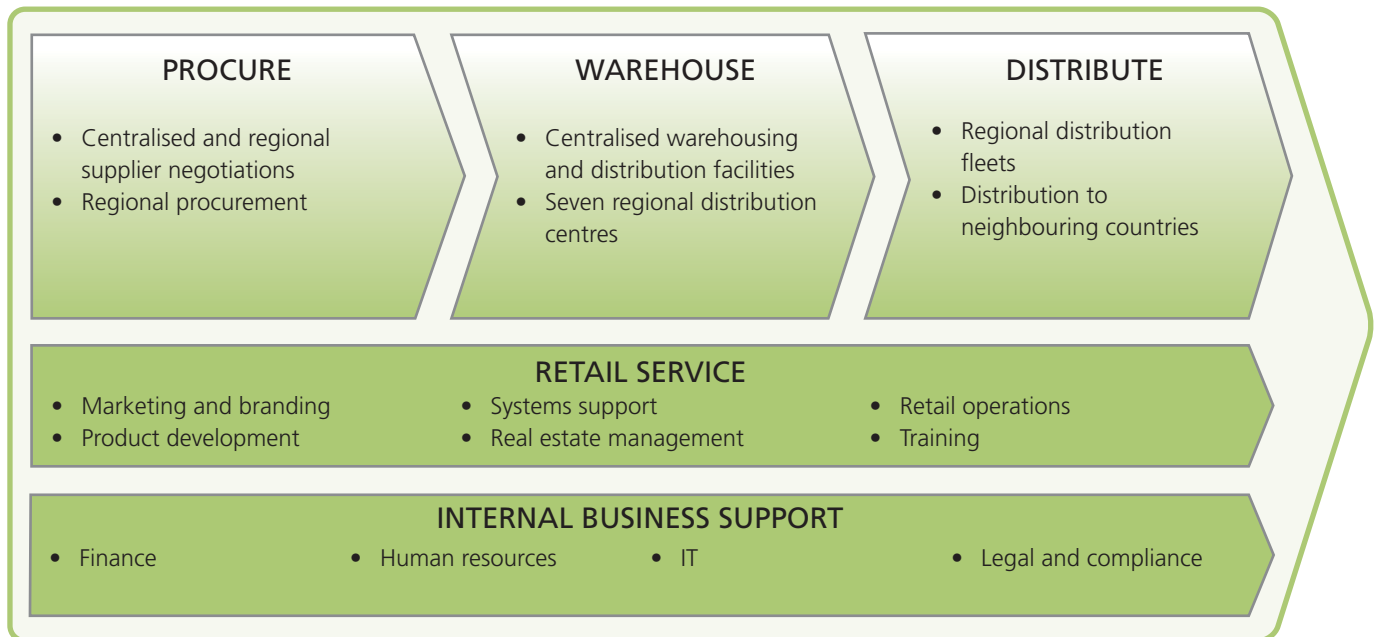 PROCURE
• Centralised and regional
supplier negotiations
• Regional procurement
WAREHOUSE
• Centralised warehousing
and distribution facilities
• Seven regional distribution
centres
DISTRIBUTE
• Regional distribution
fleets
• Distribution to
neighbouring countries
RETAIL SERVICE
• Marketing and branding
• Product development
• Systems support
• Real estate management
• Retail operations
• Training
INTERNAL BUSINESS SUPPORT
• Finance
• Human resources
• IT
• Legal and compliance